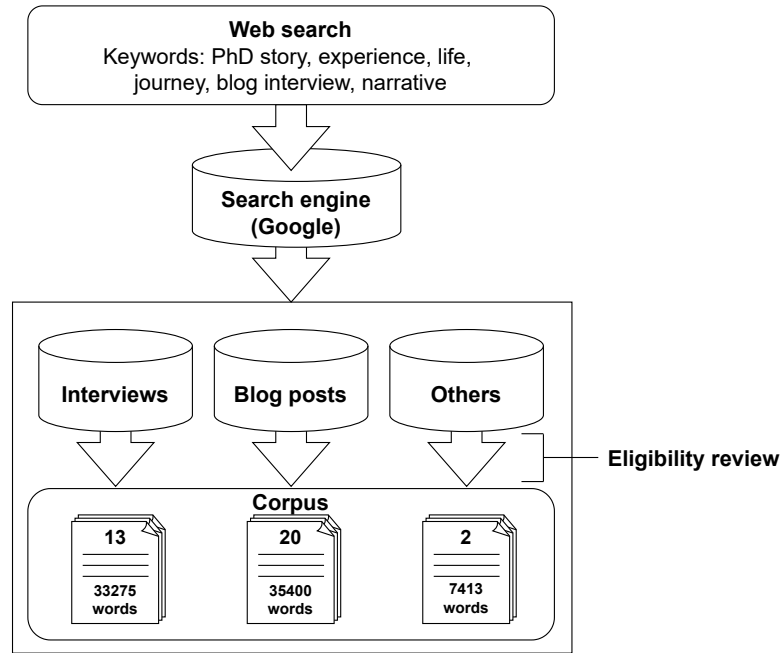 Web search
Keywords: PhD story, experience, life,
journey, blog interview, narrative
Search engine
(Google)
Interviews
Blog posts
Others
Eligibility review
Corpus
13
33275
words
20
35400
words
2
7413
words